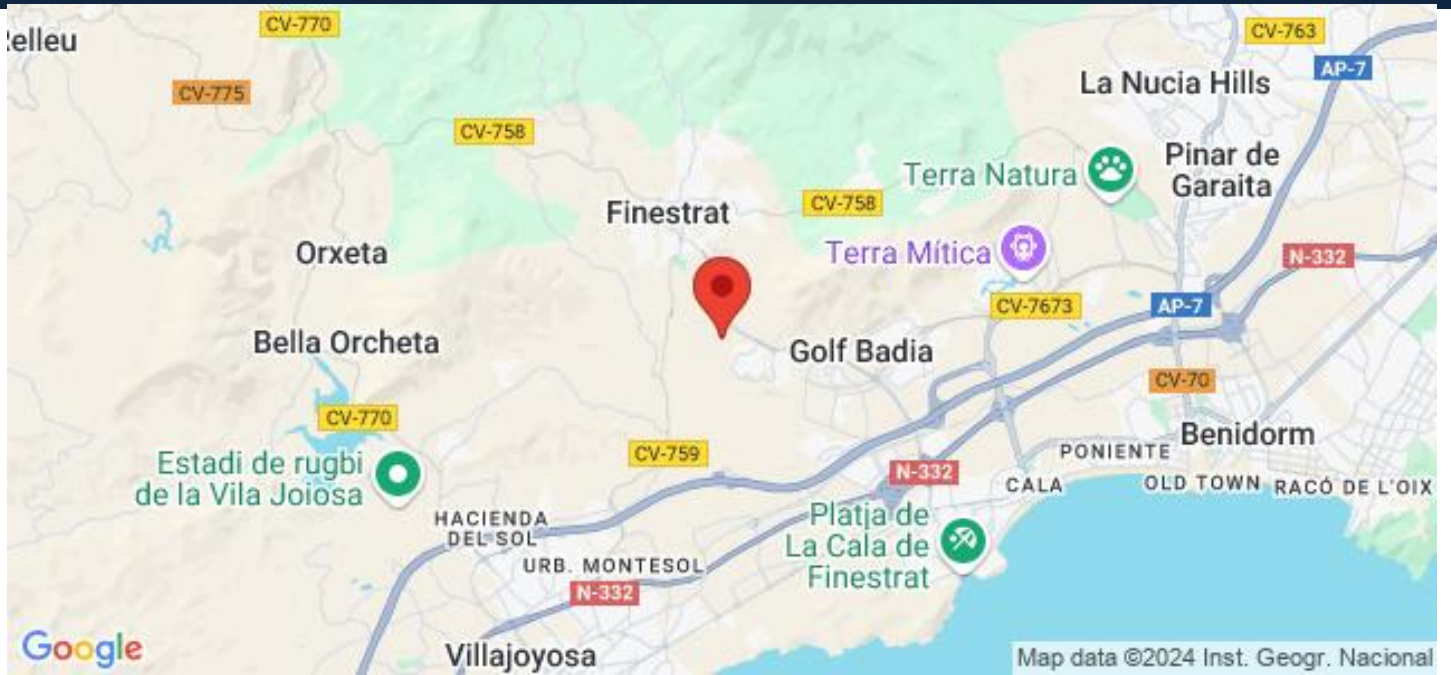 CV-770
CV-763
elleu
AP-7
La Nucia Hills
CV-775
CV-758
Pinar de
Garaita
Terra Natura
CV-758
Finestrat
Orxeta
Terra Mítica
N-332
CV-7673
AP-7
Bella Orcheta
Golf Badia
CV-70
CV-770
Benidorm
PONIENTE
CV-759
Estadi de rugbi
de la Vila Joiosa
N-332
CALA
OLD TOWN
RACÓ DE L'OIX
HACIENDA
DEL SOL
Platja de
La Cala de
Finestrat
URB. MONTESOL
N-332
Google
Villajoyosa
Map data ©2024 Inst. Geogr. Nacional